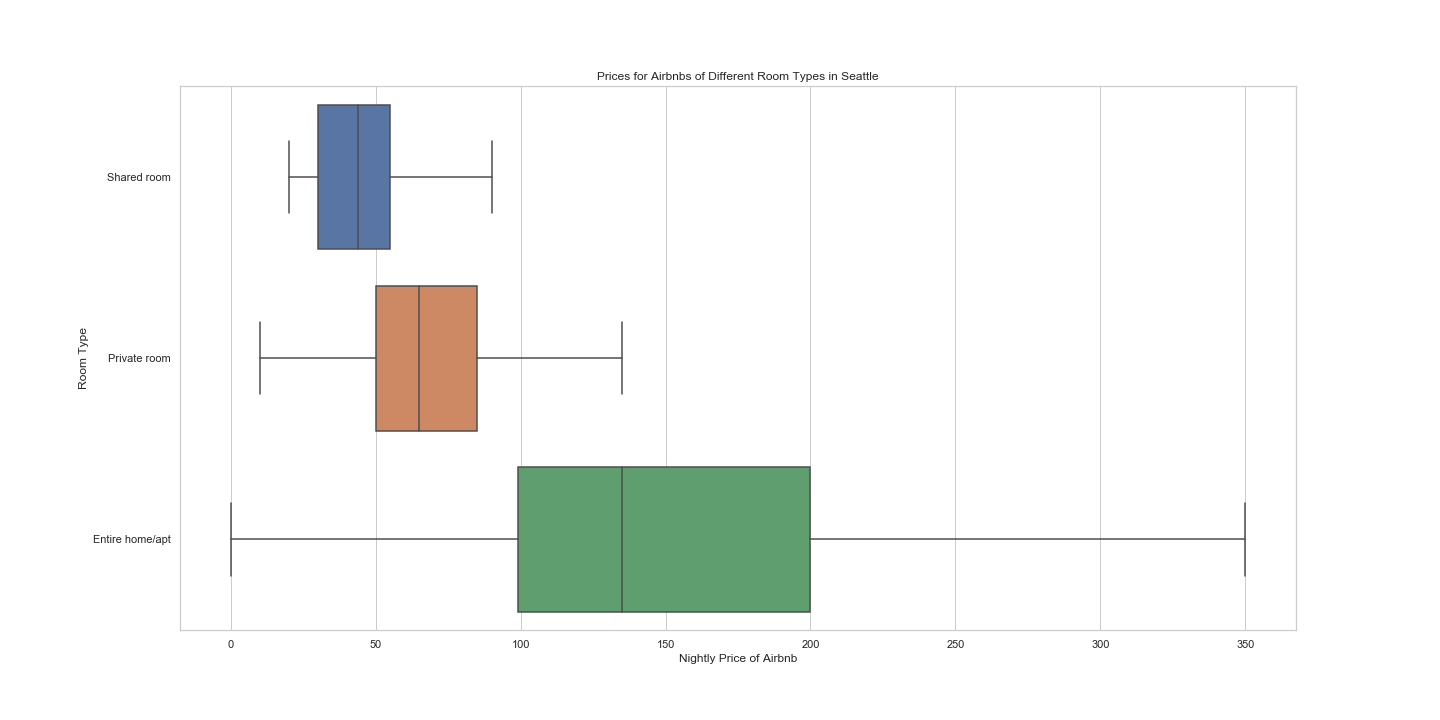 Prices for Airbnbs of Different Room Types in Seattle
Shared room
Private room
Entire home/apt
Room Type
0 50 100 150 200 250 300 350
Nightly Price of Airbnb